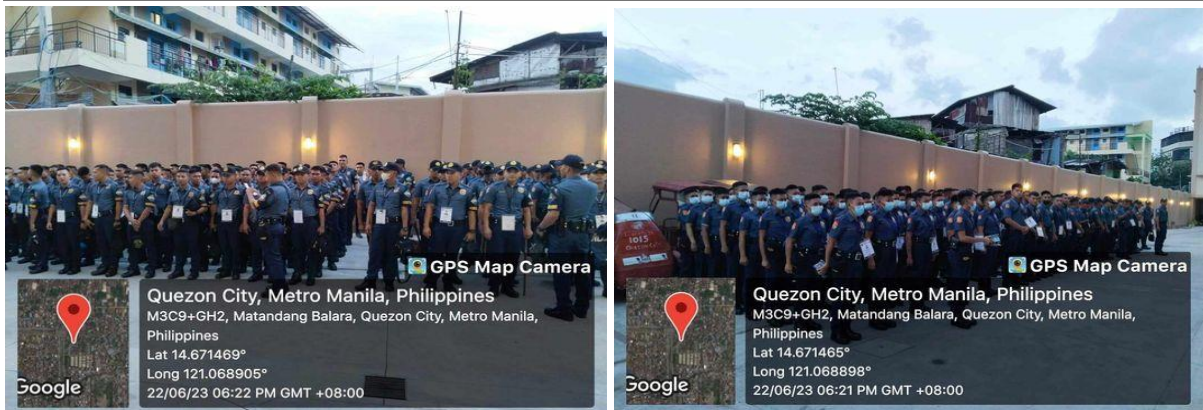 GPS Map Camera
Quezon City, Metro Manila, Philippines
M3C9+GH2, Matandang Balara, Quezon City, Metro Manila,
Philippines
Lat 14.671469°
Long 121.068905°
22/06/23 06:22 PM GMT +08:00
Google
1015
GPS Map Camera
Quezon City, Metro Manila, Philippines
M3C9+GH2, Matandang Balara, Quezon City, Metro Manila,
Philippines
Lat 14.671465°
Long 121.068898°
22/06/23 06:21 PM GMT +08:00
Google